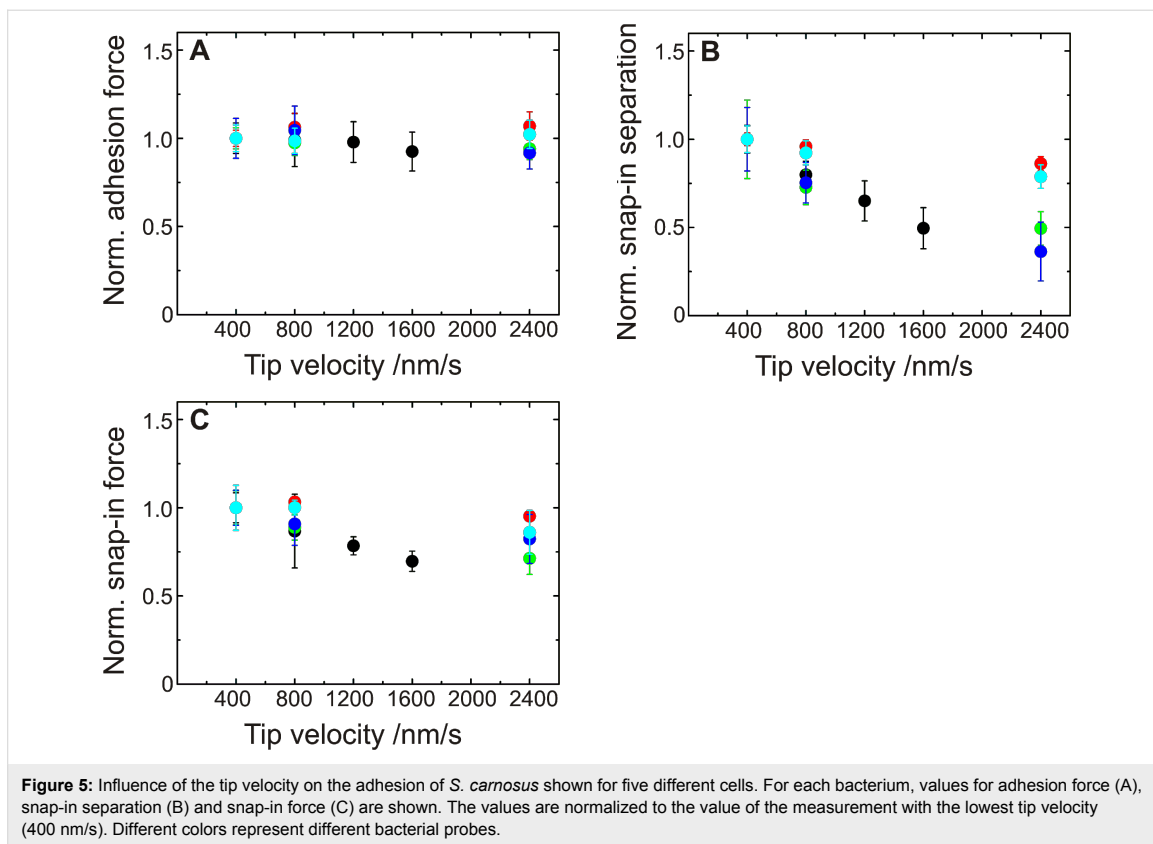 A
Norm. adhesion force
1.5
1.0
0.5
0
400 800 1200 1600 2000 2400
Tip velocity /nm/s
B
Norm. snap-in separation
1.5
1.0
0.5
0
400 800 1200 1600 2000 2400
Tip velocity /nm/s
C
Norm. snap-in force
1.5
1.0
0.5
0
400 800 1200 1600 2000 2400
Tip velocity /nm/s
Figure 5: Influence of the tip velocity on the adhesion of S. carnosus shown for five different cells. For each bacterium, values for adhesion force (A),
snap-in separation (B) and snap-in force (C) are shown. The values are normalized to the value of the measurement with the lowest tip velocity
(400 nm/s). Different colors represent different bacterial probes.